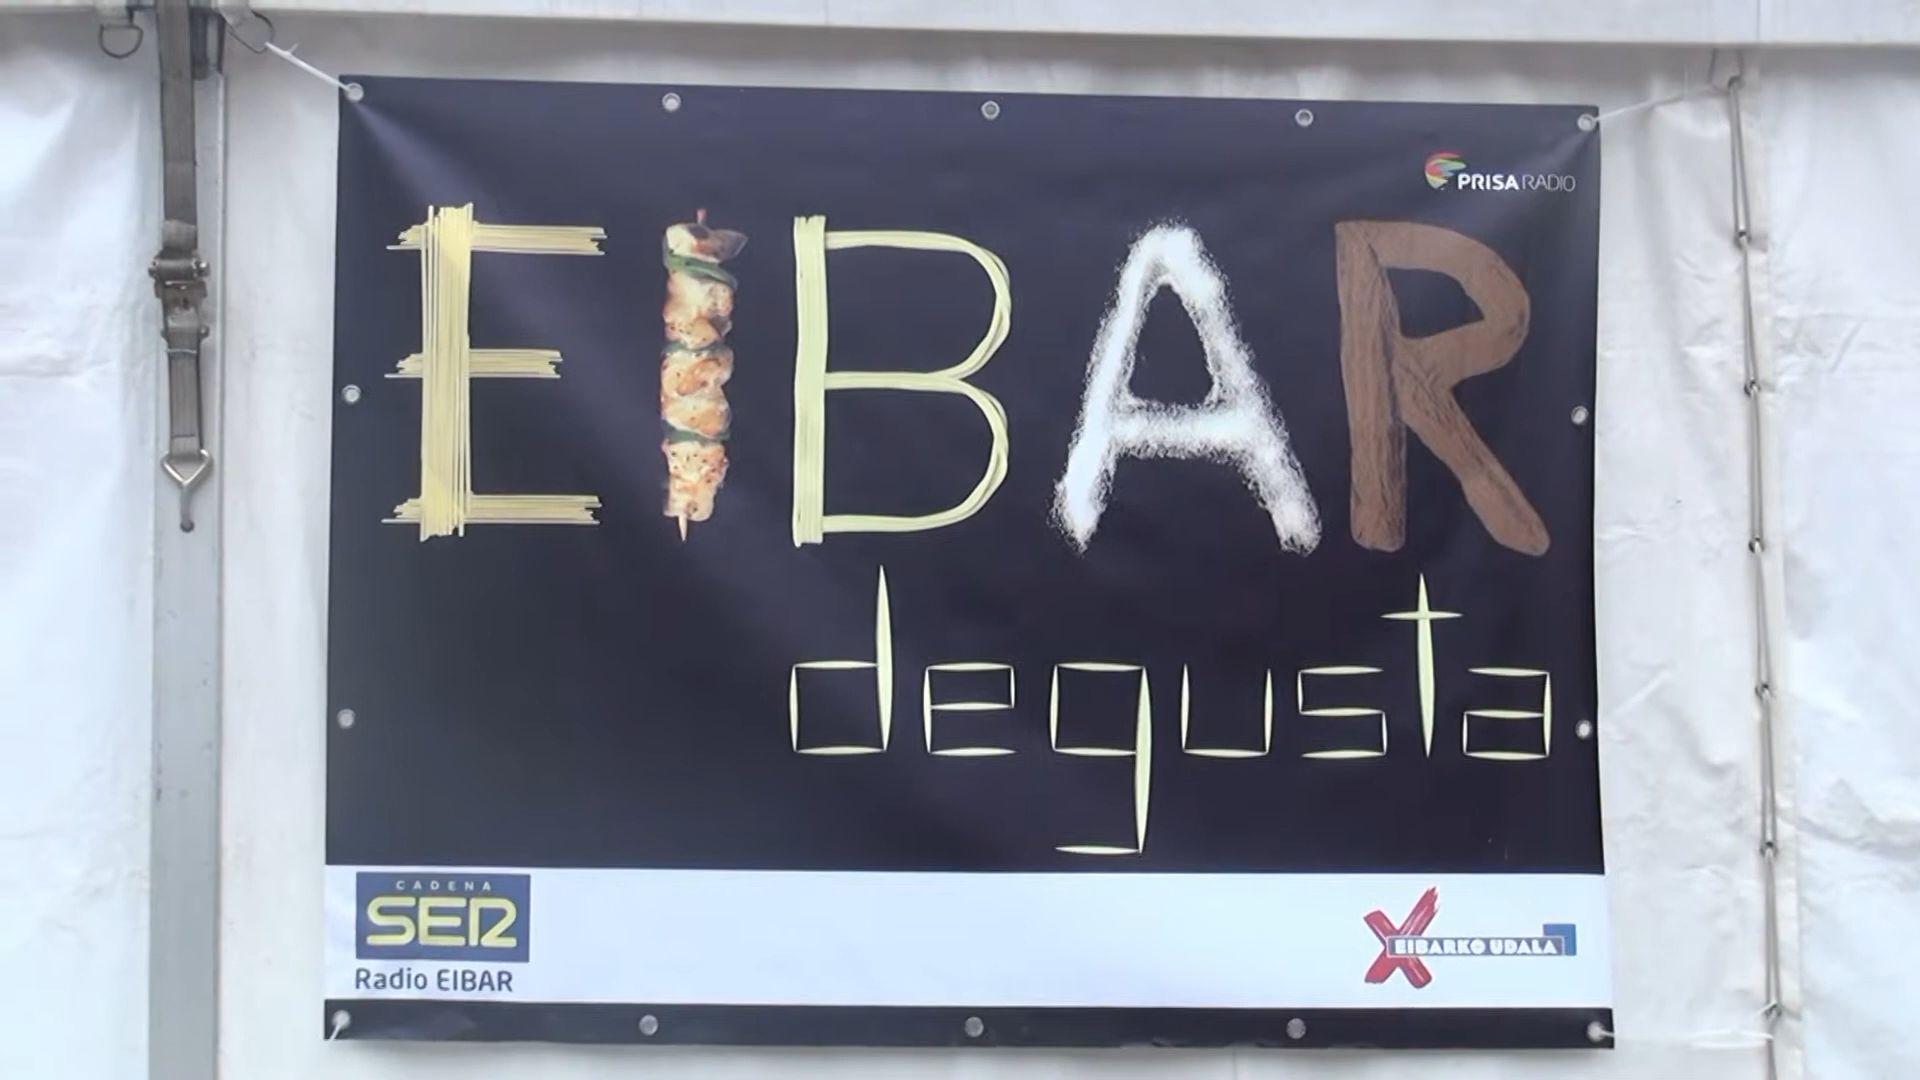 PRISA RADIO
EIBAR
degusta
CADENA
SER
Radio EIBAR
EIBARKO UDALA